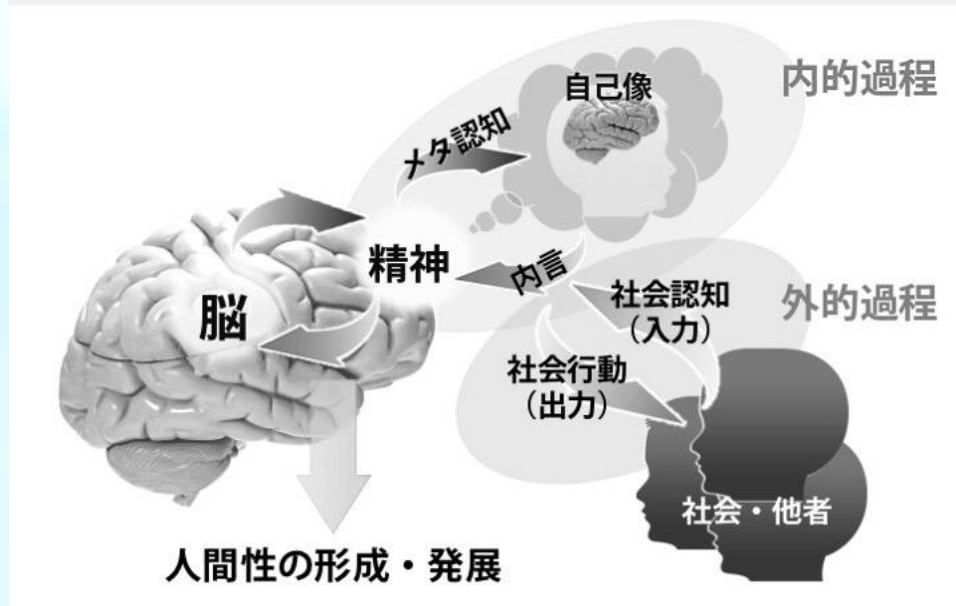 内的過程
自己像
メタ認知
精神
内言
脳
社会認知
（入力）
外的過程
社会行動
（出力）
社会・他者
人間性の形成・発展